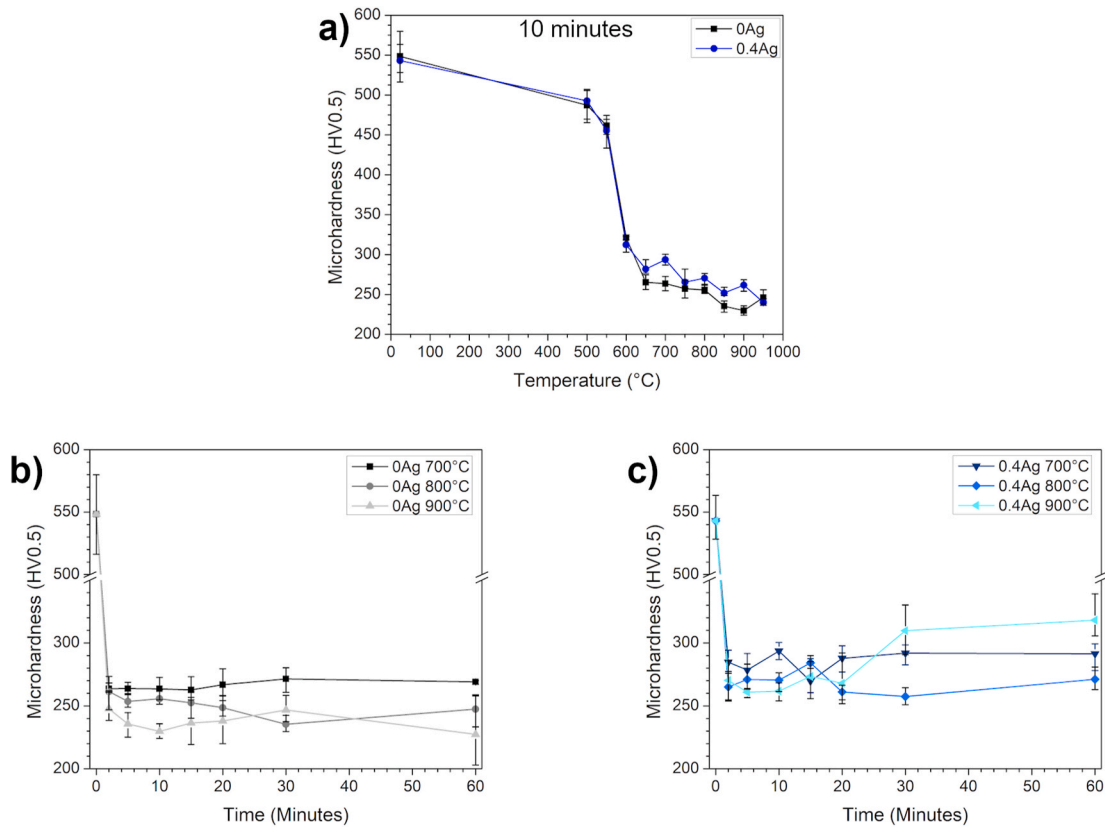 a)
10 minutes
0Ag
0.4Ag
600
550
500
450
400
350
300
250
200
Microhardness (HV0.5)
0 100 200 300 400 500 600 700 800 900 1000
Temperature (°C)
b)
0Ag 700°C
0Ag 800°C
0Ag 900°C
600
550
500
300
250
200
Microhardness (HV0.5)
0 10 20 30 40 50 60
Time (Minutes)
c)
0.4Ag 700°C
0.4Ag 800°C
0.4Ag 900°C
600
550
500
300
250
200
Microhardness (HV0.5)
0 10 20 30 40 50 60
Time (Minutes)